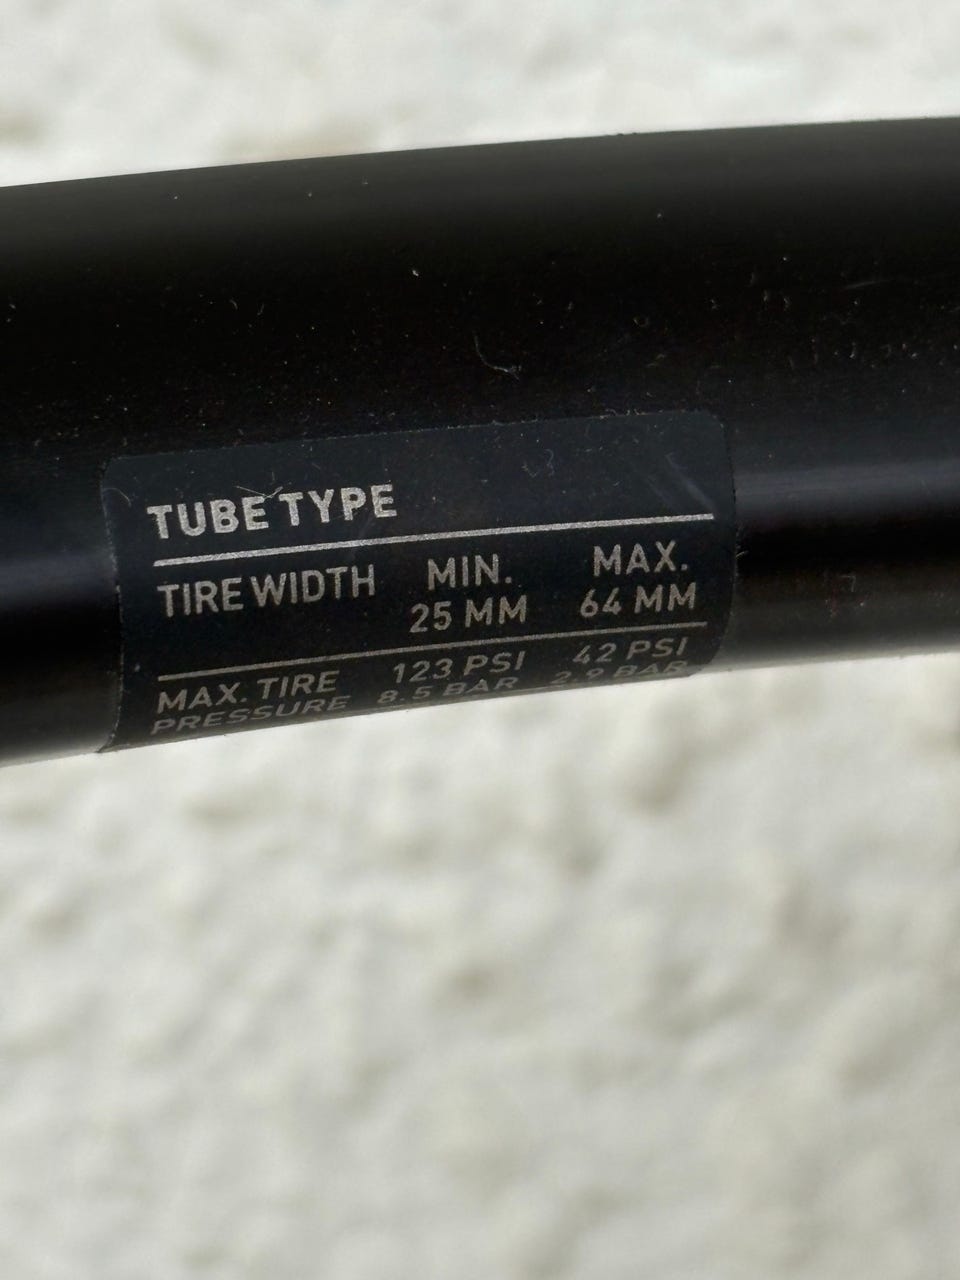 TUBE TYPE
TIRE WIDTH MIN. MAX.
25 MM 64 MM
MAX. TIRE 123 PSI 42 PSI
PRESSURE 8.5 BAR 2.9 BAR